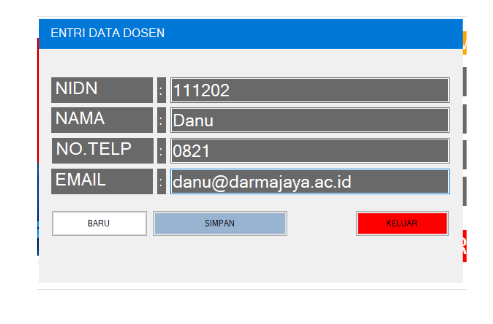 ENTRI DATA DOSEN
NIDN : 111202
NAMA : Danu
NO.TELP : 0821
EMAIL : danu@darmajaya.ac.id
BARU SIMPAN KELUAR